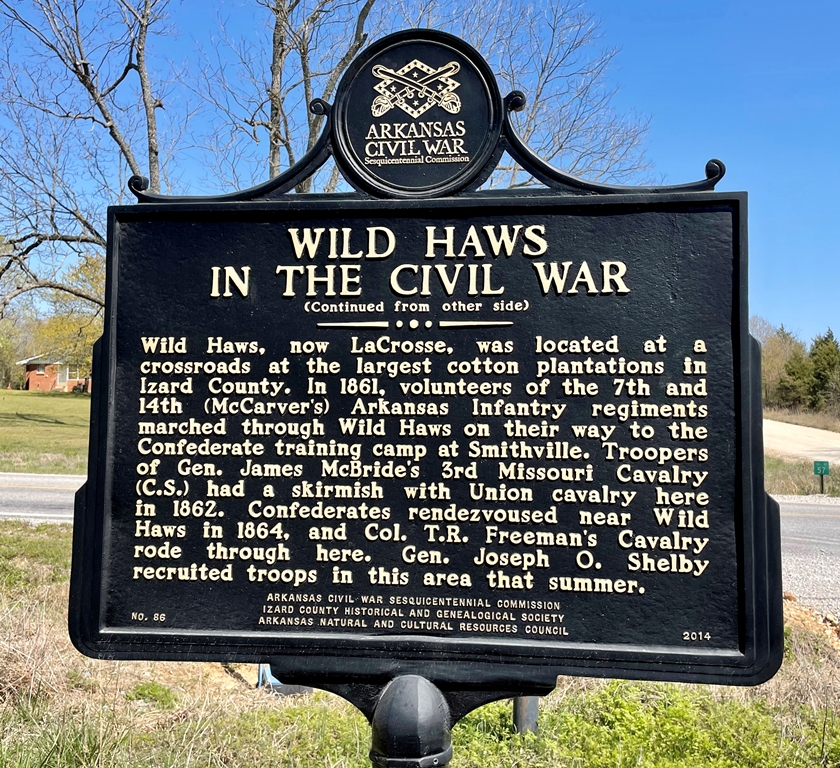 ARKANSAS
CIVIL WAR
Sesquicentennial Commission
WILD HAWS
IN THE CIVIL WAR
(Continued from other side)
Wild Haws, now LaCrosse, was located at a
crossroads at the largest cotton plantations in
Izard County. In 1861, volunteers of the 7th and
14th (McCarver's) Arkansas Infantry regiments
marched through Wild Haws on their way to the
Confederate training camp at Smithville. Troopers
of Gen. James McBride's 3rd Missouri Cavalry
(C.S.) had a skirmish with Union cavalry here
in 1862. Confederates rendezvoused near Wild
Haws in 1864, and Col. T.R. Freeman's Cavalry
rode through here. Gen. Joseph O. Shelby
recruited troops in this area that summer.
ARKANSAS CIVIL WAR SESQUICENTENNIAL COMMISSION
IZARD COUNTY HISTORICAL AND GENEALOGICAL SOCIETY
ARKANSAS NATURAL AND CULTURAL RESOURCES COUNCIL
No. 86
2014
57